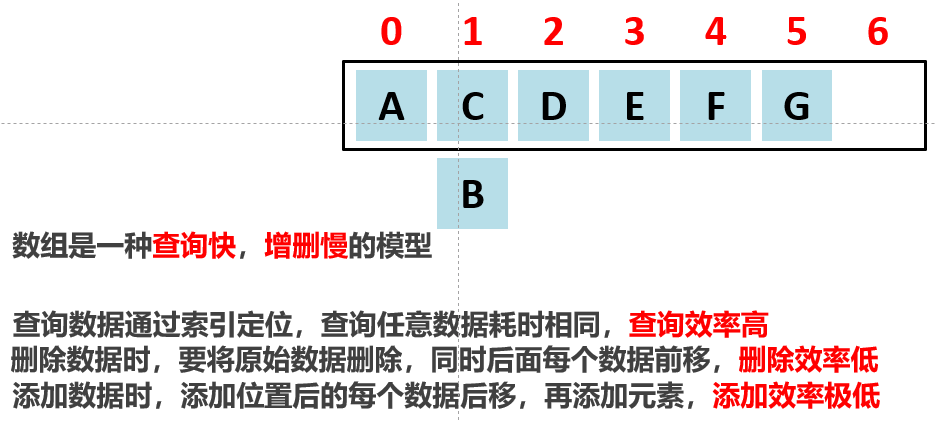 0 1 2 3 4 5 6
A C D E F G
B
数组是一种查询快，增删慢的模型
查询数据通过索引定位，查询任意数据耗时相同，查询效率高
删除数据时，要将原始数据删除，同时后面每个数据前移，删除效率低
添加数据时，添加位置后的每个数据后移，再添加元素，添加效率极低